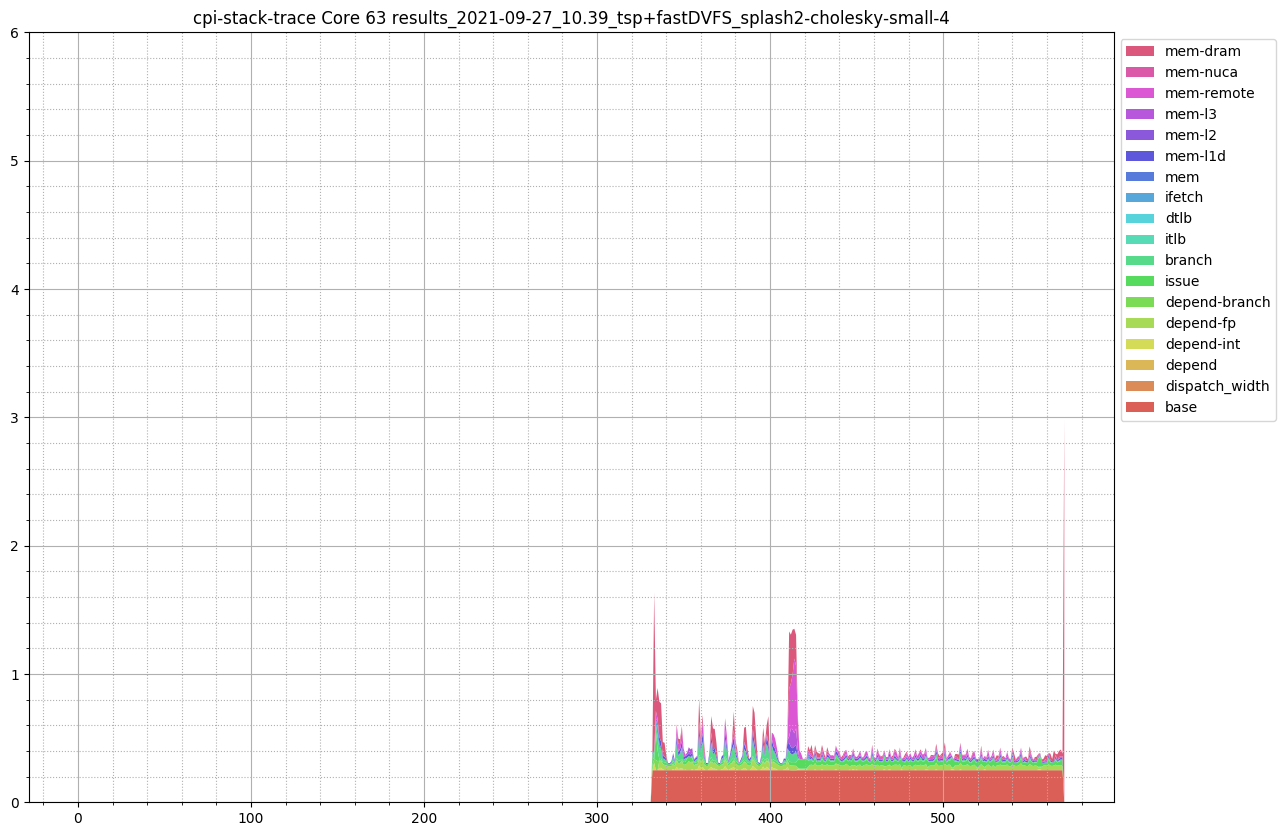 cpi-stack-trace Core 63 results_2021-09-27_10.39_tsp+fastDVFS_splash2-cholesky-small-4
6
5
4
3
2
1
0
0 100 200 300 400 500
mem-dram
mem-nuca
mem-remote
mem-l3
mem-l2
mem-l1d
mem
ifetch
dtlb
itlb
branch
issue
depend-branch
depend-fp
depend-int
depend
dispatch_width
base